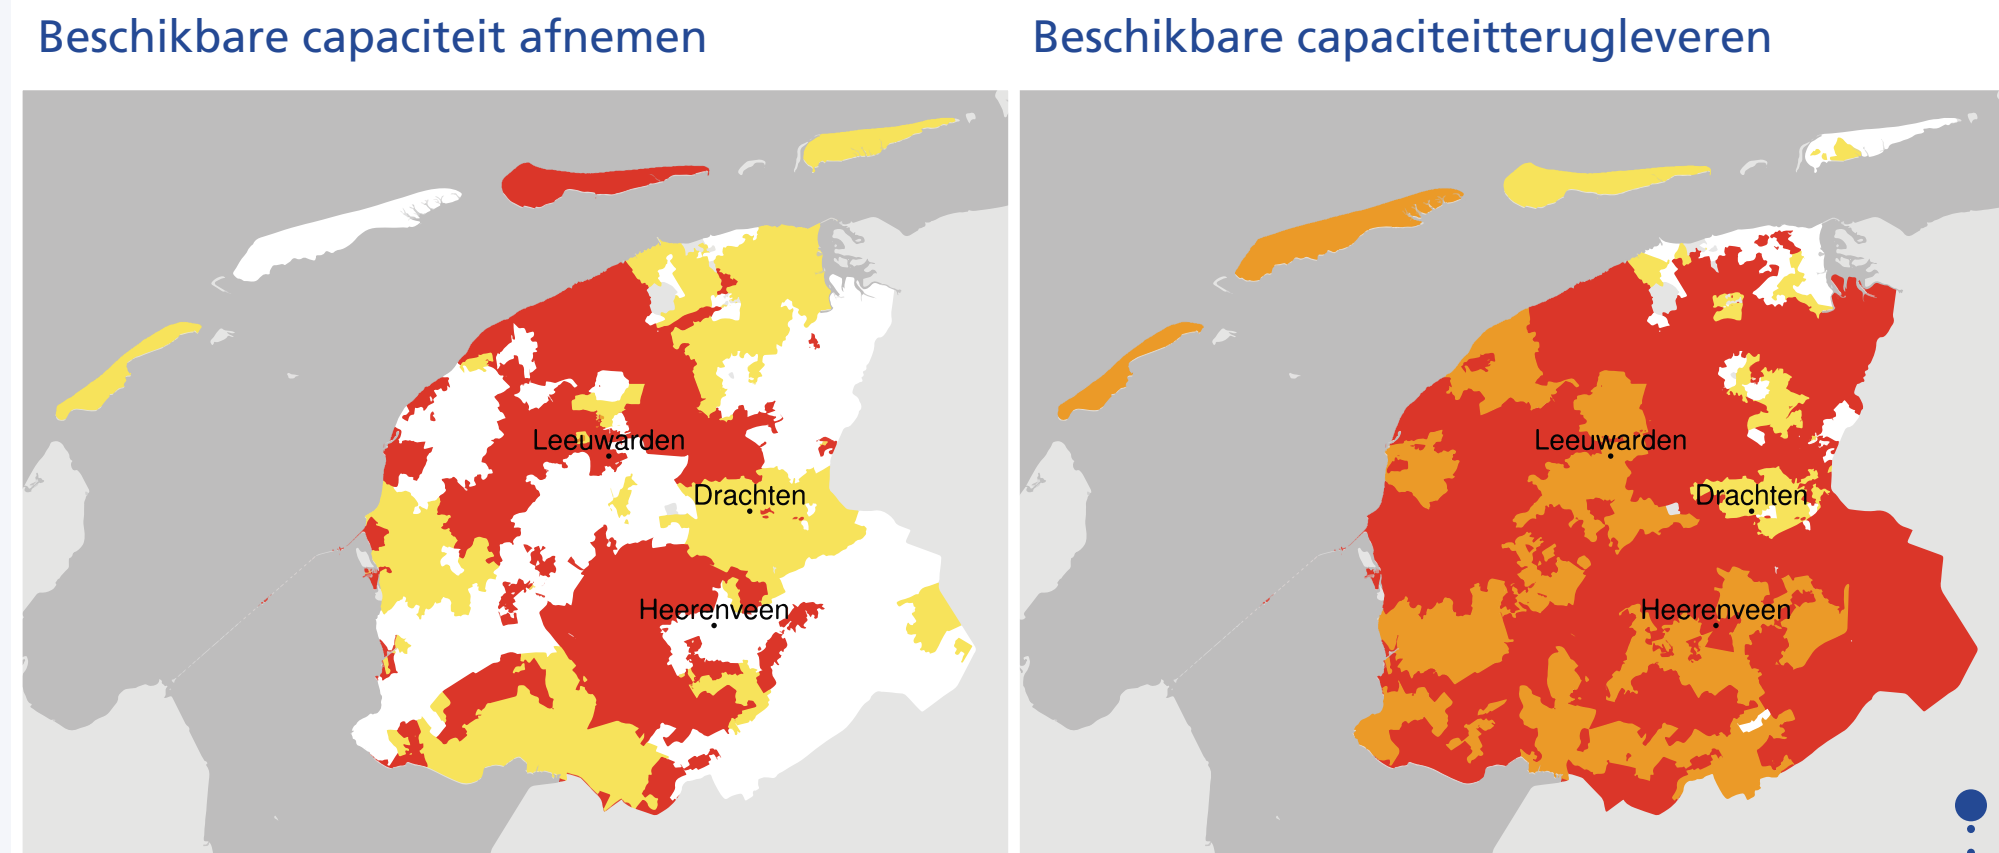 Beschikbare capaciteit afnemen
Beschikbare capaciteitterugleveren
Leeuwarden
Drachten
Heerenveen
Leeuwarden
Drachten
Heerenveen